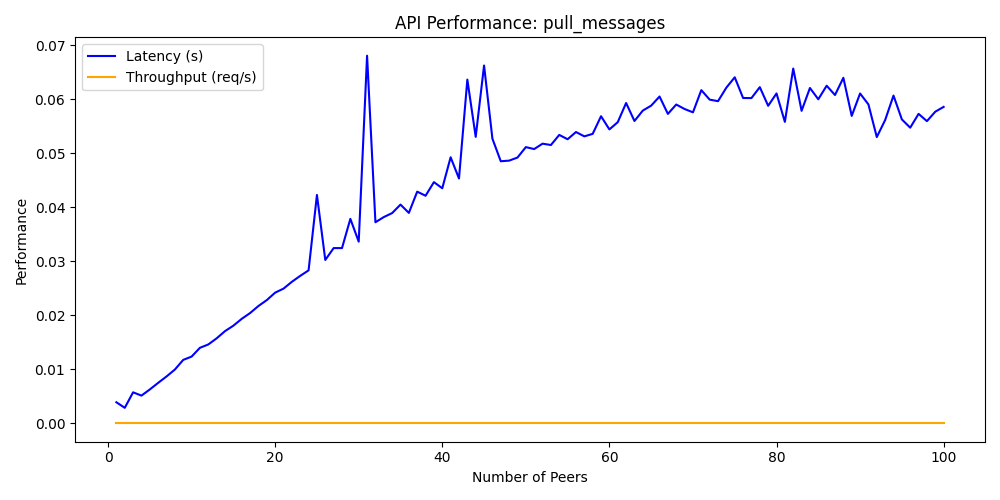 API Performance: pull_messages
Latency (s)
Throughput (req/s)
Performance
0.07
0.06
0.05
0.04
0.03
0.02
0.01
0.00
0 20 40 60 80 100
Number of Peers